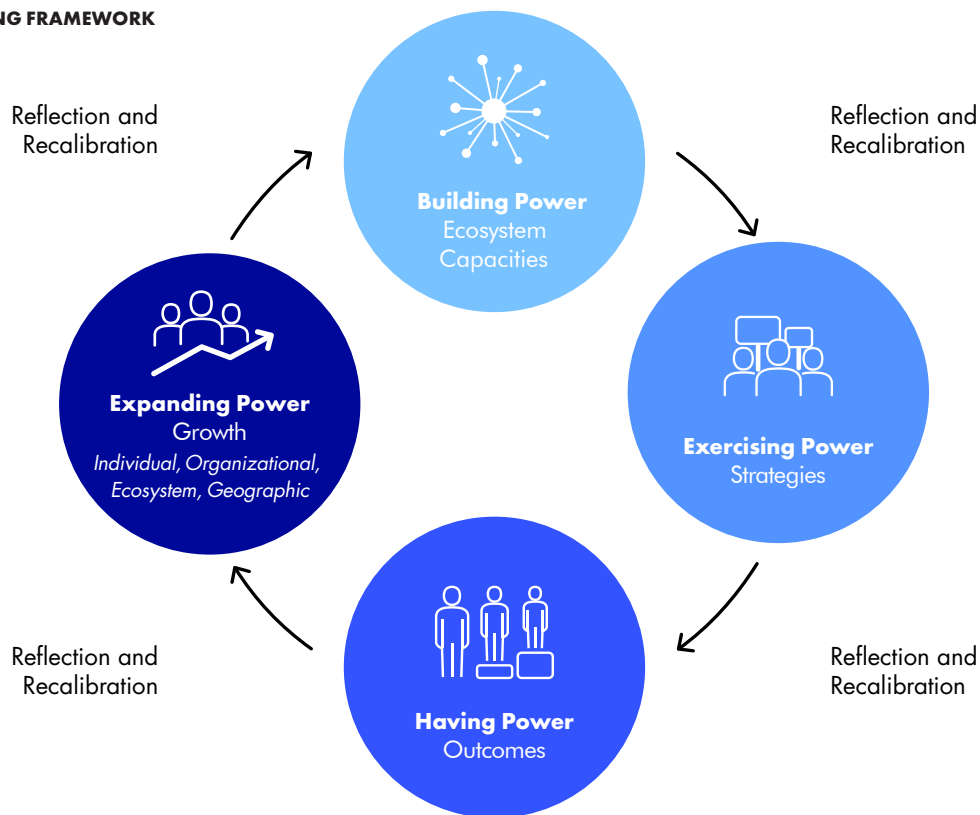 NG FRAMEWORK
Reflection and
Recalibration
Reflection and
Recalibration
Building Power
Ecosystem
Capacities
Expanding Power
Growth
Individual, Organizational,
Ecosystem, Geographic
Exercising Power
Strategies
Reflection and
Recalibration
Reflection and
Recalibration
Having Power
Outcomes